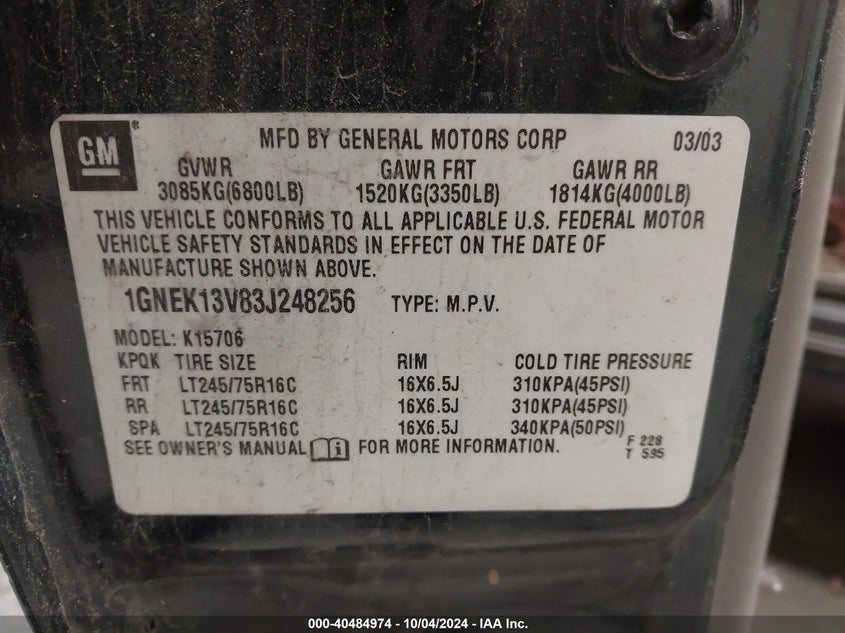 GM ® MFD BY GENERAL MOTORS CORP 03/03
GVWR GAWR FRT GAWR RR
3085KG(6800LB) 1520KG(3350LB) 1814KG(4000LB)
THIS VEHICLE CONFORMS TO ALL APPLICABLE U.S. FEDERAL MOTOR
VEHICLE SAFETY STANDARDS IN EFFECT ON THE DATE OF
MANUFACTURE SHOWN ABOVE.
1GNEK13V83J248256 TYPE: M.P.V.
MODEL: K15706
KPQK TIRE SIZE RIM COLD TIRE PRESSURE
FRT LT245/75R16C 16X6.5J 310KPA(45PSI)
RR LT245/75R16C 16X6.5J 310KPA(45PSI)
SPA LT245/75R16C 16X6.5J 340KPA(50PSI)
SEE OWNER'S MANUAL i FOR MORE INFORMATION. F 228
T 595
000-40484974 - 10/04/2024 - IAA Inc.